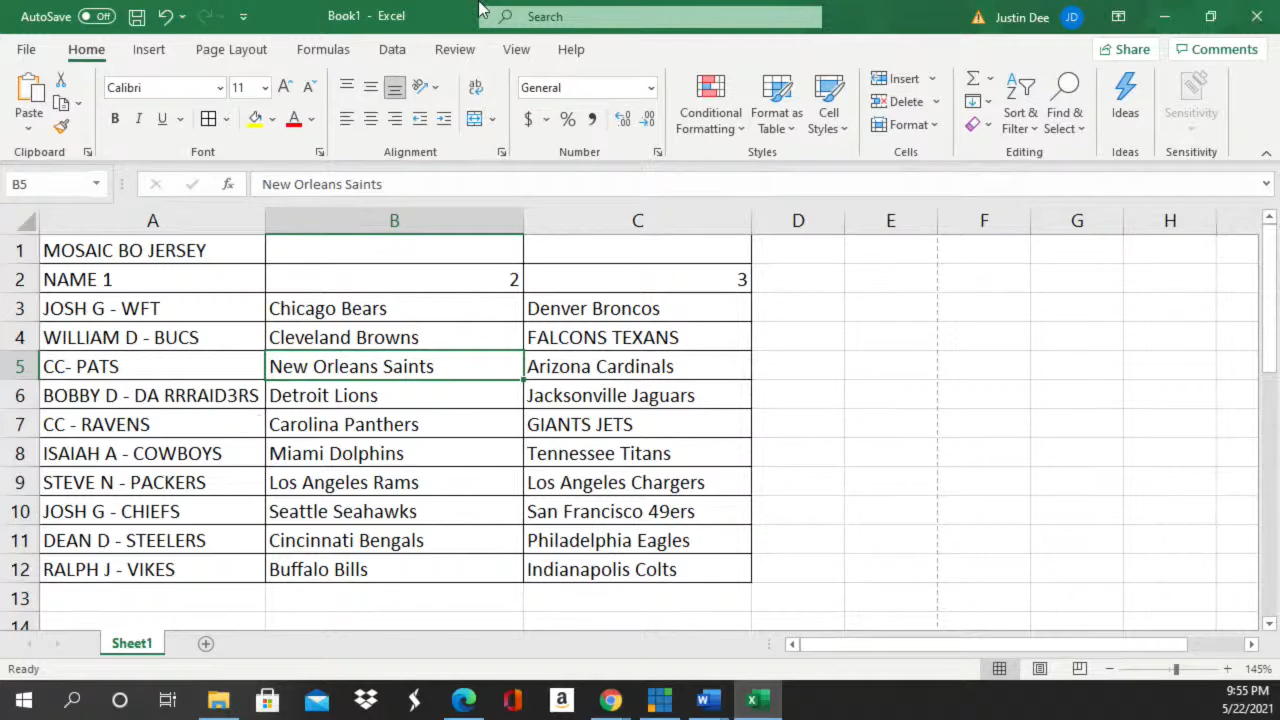 AutoSave Off Book1 - Excel Search Justin Dee JD
File Home Insert Page Layout Formulas Data Review View Help Share Comments
Paste Calibri 11 General Conditional Formatting Format as Table Cell Styles Insert Delete Format Sort & Filter Find & Select Ideas Sensitivity
Clipboard Font Alignment Number Styles Cells Editing Ideas Sensitivity
B5 fx New Orleans Saints
A B C D E F G H
1 MOSAIC BO JERSEY
2 NAME 1 2 3
3 JOSH G - WFT Chicago Bears Denver Broncos
4 WILLIAM D - BUCS Cleveland Browns FALCONS TEXANS
5 CC- PATS New Orleans Saints Arizona Cardinals
6 BOBBY D - DA RRRAID3RS Detroit Lions Jacksonville Jaguars
7 CC - RAVENS Carolina Panthers GIANTS JETS
8 ISAIAH A - COWBOYS Miami Dolphins Tennessee Titans
9 STEVE N - PACKERS Los Angeles Rams Los Angeles Chargers
10 JOSH G - CHIEFS Seattle Seahawks San Francisco 49ers
11 DEAN D - STEELERS Cincinnati Bengals Philadelphia Eagles
12 RALPH J - VIKES Buffalo Bills Indianapolis Colts
13
14
Sheet1
Ready 145%
9:55 PM
5/22/2021